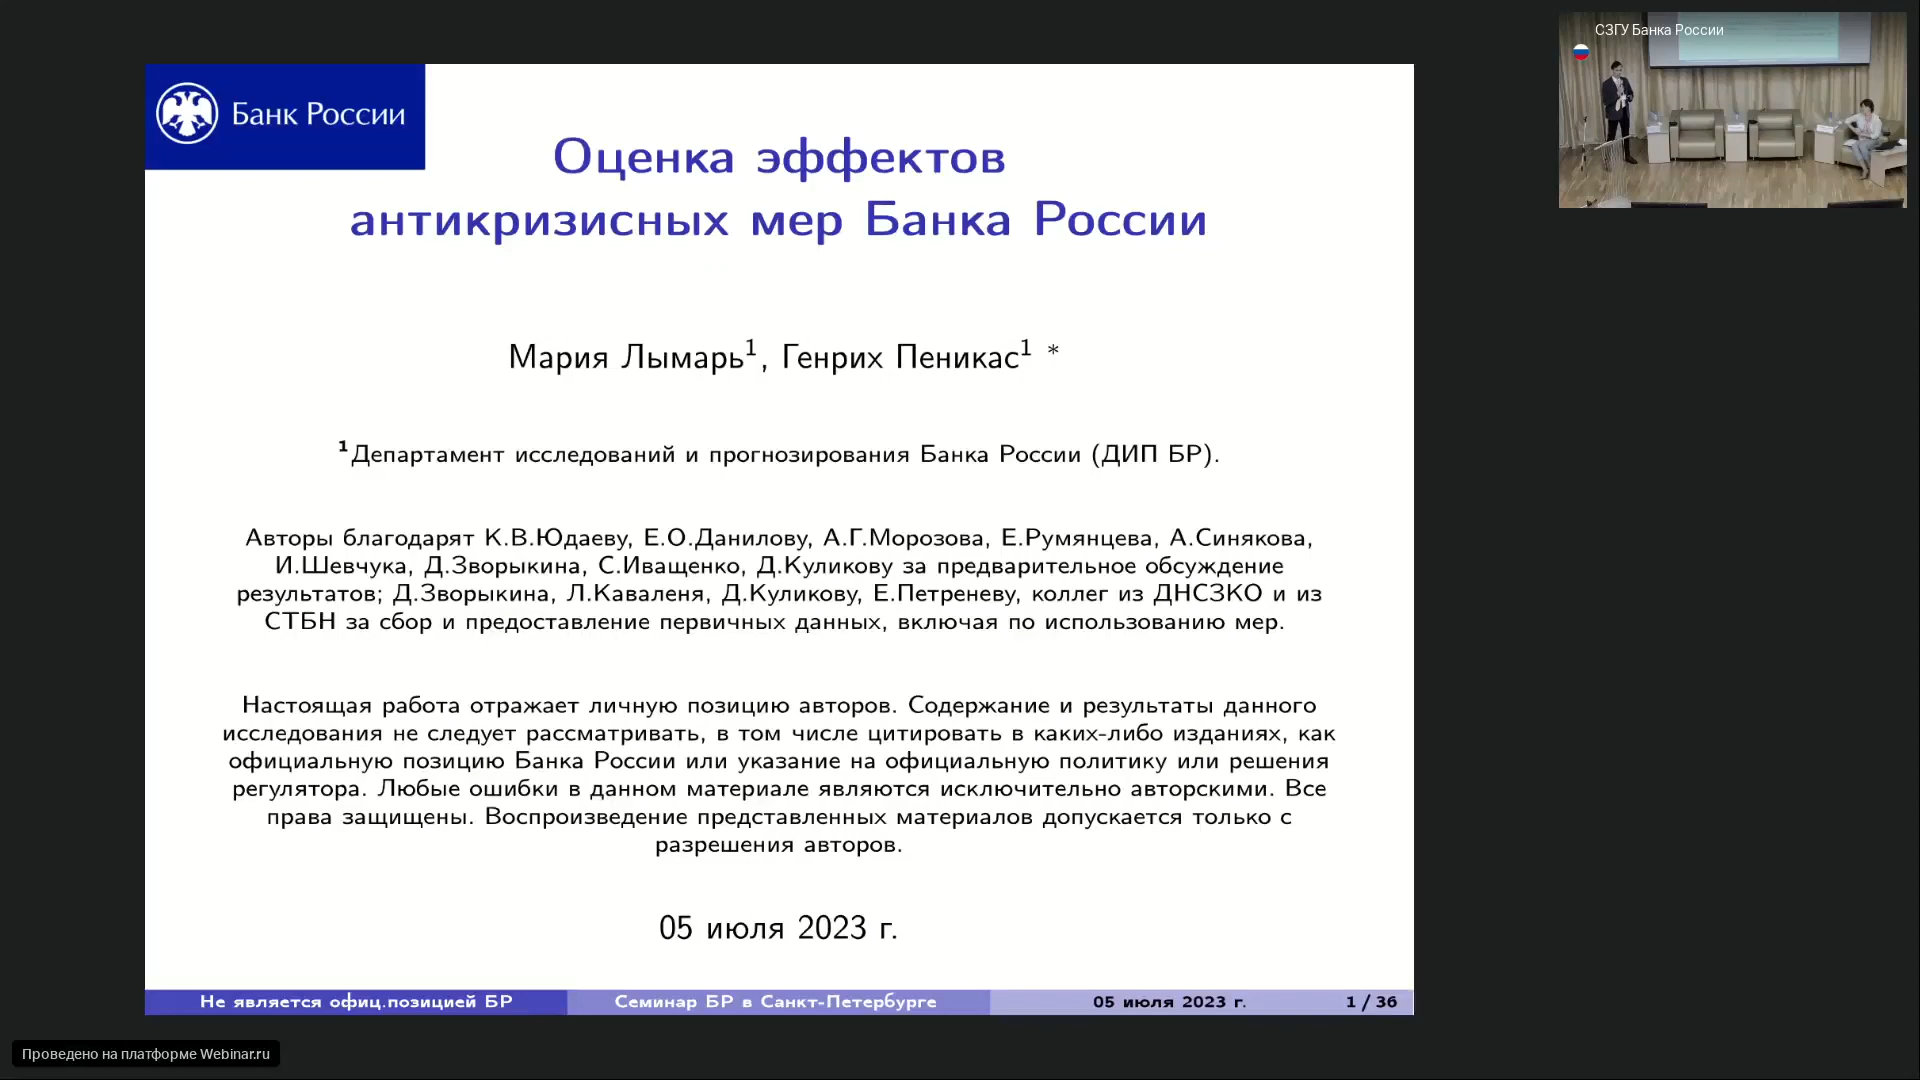 СЗГУ Банка России
Банк России
Оценка эффектов
антикризисных мер Банка России
Мария Лымарь¹, Генрих Пеникас¹ *
¹Департамент исследований и прогнозирования Банка России (ДИП БР).
Авторы благодарят К.В.Юдаеву, Е.О.Данилову, А.Г.Морозова, Е.Румянцева, А.Синякова,
И.Шевчука, Д.Зворыкина, С.Иващенко, Д.Куликову за предварительное обсуждение
результатов; Д.Зворыкина, Л.Каваленя, Д.Куликову, Е.Петреневу, коллег из ДНСЗКО и из
СТБН за сбор и предоставление первичных данных, включая по использованию мер.
Настоящая работа отражает личную позицию авторов. Содержание и результаты данного
исследования не следует рассматривать, в том числе цитировать в каких-либо изданиях, как
официальную позицию Банка России или указание на официальную политику или решения
регулятора. Любые ошибки в данном материале являются исключительно авторскими. Все
права защищены. Воспроизведение представленных материалов допускается только с
разрешения авторов.
05 июля 2023 г.
Не является офиц.позицией БР Семинар БР в Санкт-Петербурге 05 июля 2023 г. 1 / 36
Проведено на платформе Webinar.ru